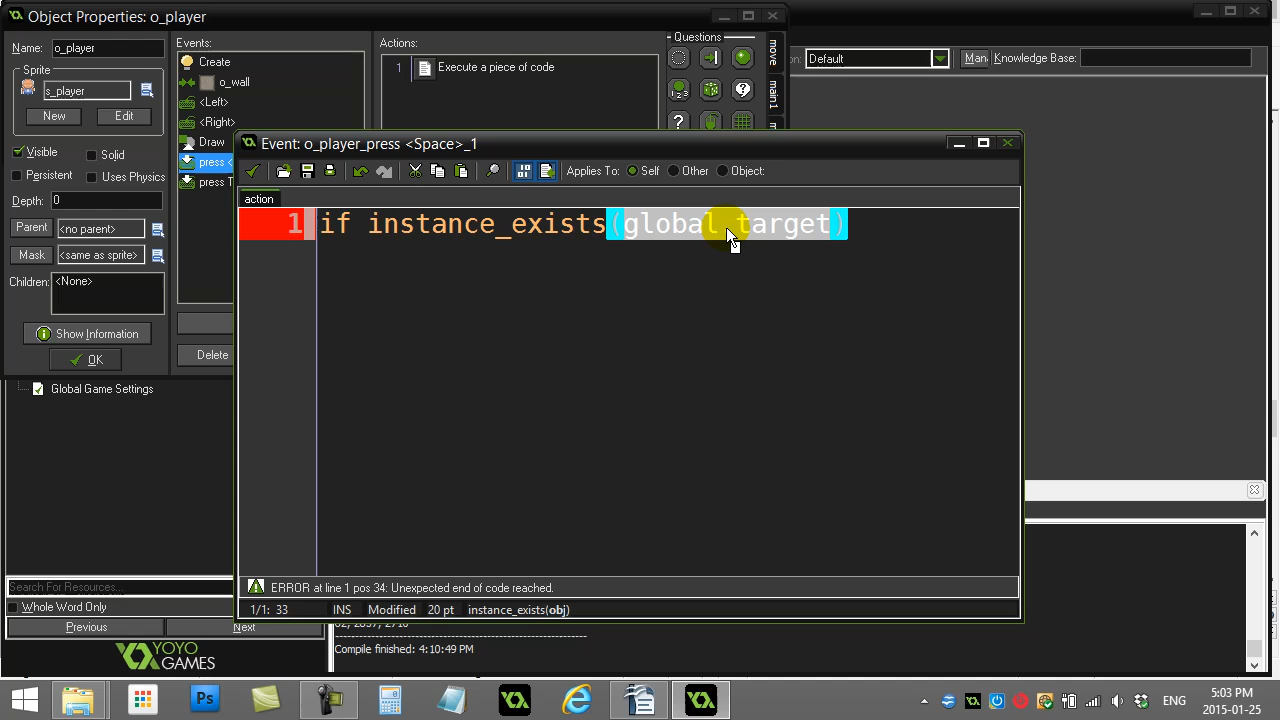 Object Properties: o_player
Name: o_player
Sprite
s_player
New Edit
Visible Solid
Persistent Uses Physics
Depth: 0
Parent <no parent>
Mask <same as sprite>
Children: <None>
Show Information
OK
Events:
Create
o_wall
<Left>
<Right>
Draw
press <
press
Delete
Actions:
1 Execute a piece of code
Questions
move
main1
Default
Man Knowledge Base:
Event: o_player_press <Space>_1
Applies To: Self Other Object:
action
1 if instance_exists(global target)
ERROR at line 1 pos 34: Unexpected end of code reached.
1/1: 33 INS Modified 20 pt instance_exists(obj)
Global Game Settings
Search For Resources...
Whole Word Only
Previous Next
YOYO
GAMES
Compile finished: 4:10:49 PM
ENG
5:03 PM
2015-01-25